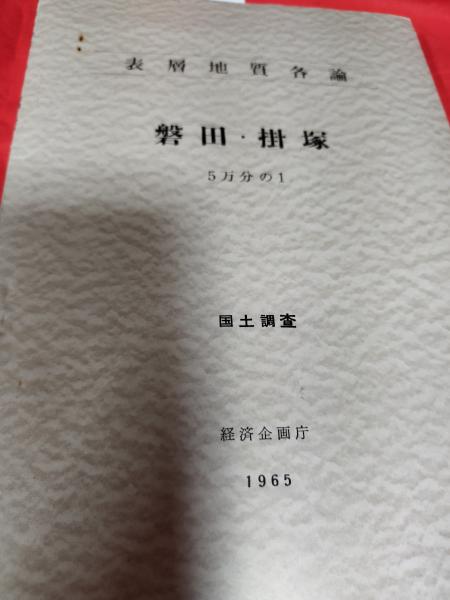 表層地質各論
磐田・掛塚
5万分の1
国土調査
経済企画庁
1965